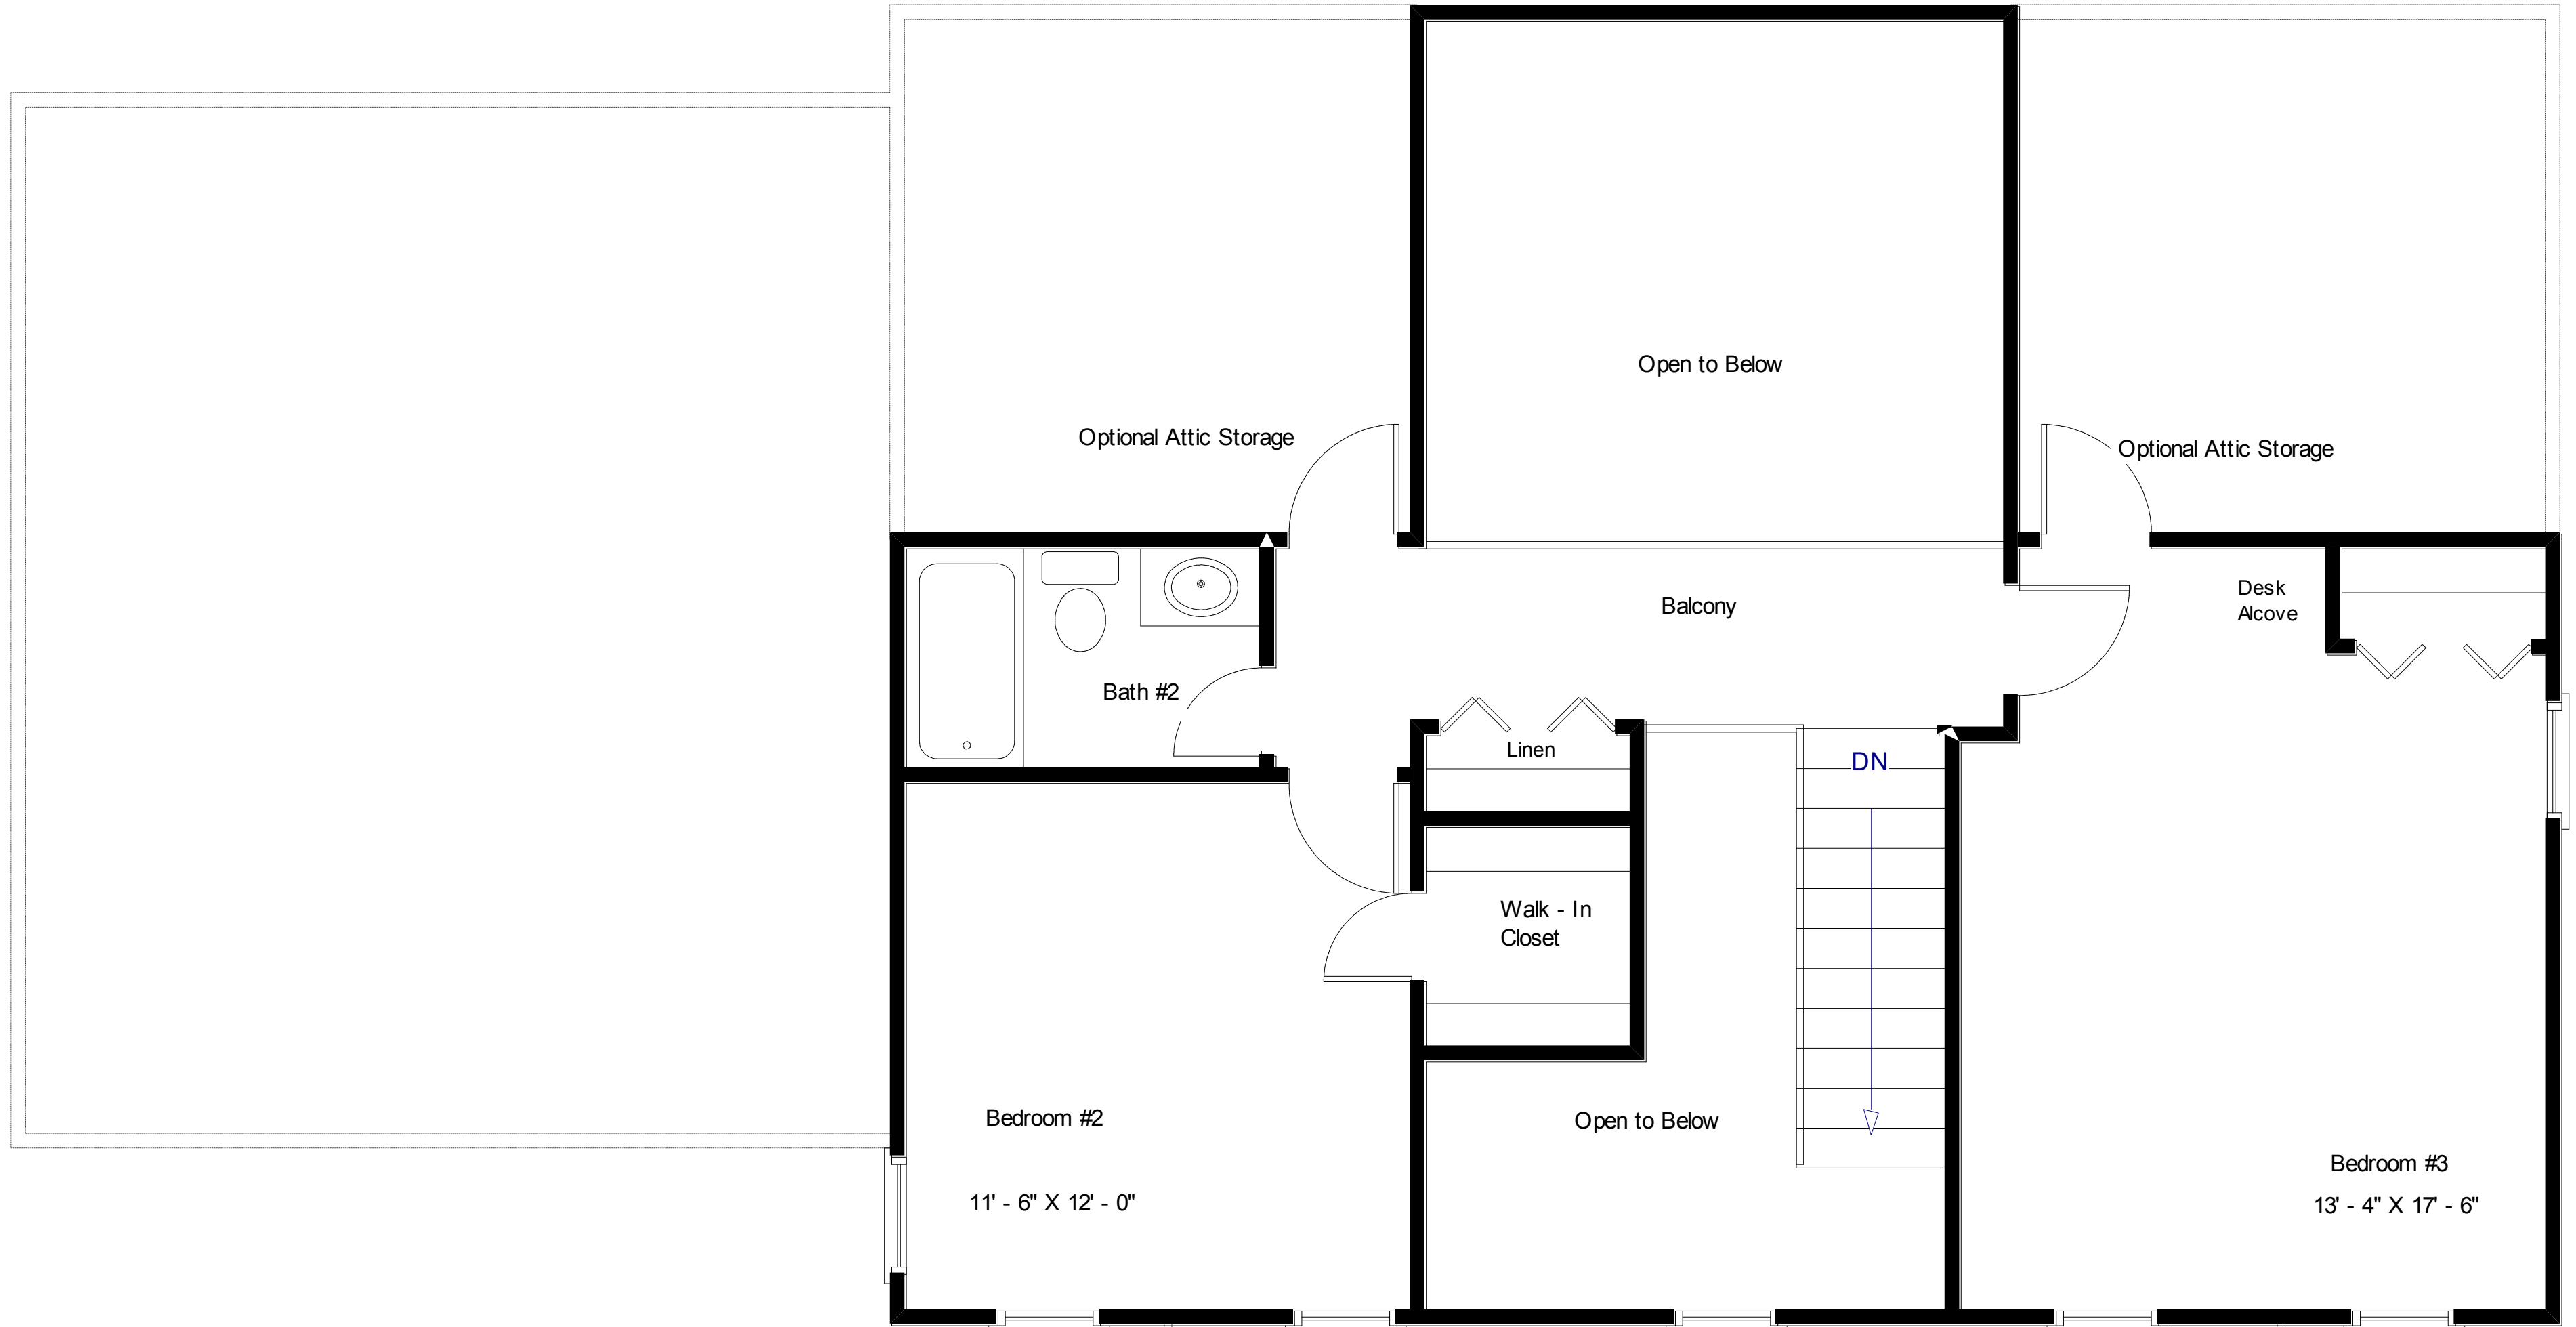 Open to Below
Optional Attic Storage
Optional Attic Storage
Desk
Alcove
Balcony
Bath #2
Linen
DN
Walk - In
Closet
Bedroom #2
Open to Below
Bedroom #3
11' - 6" X 12' - 0"
13' - 4" X 17' - 6"